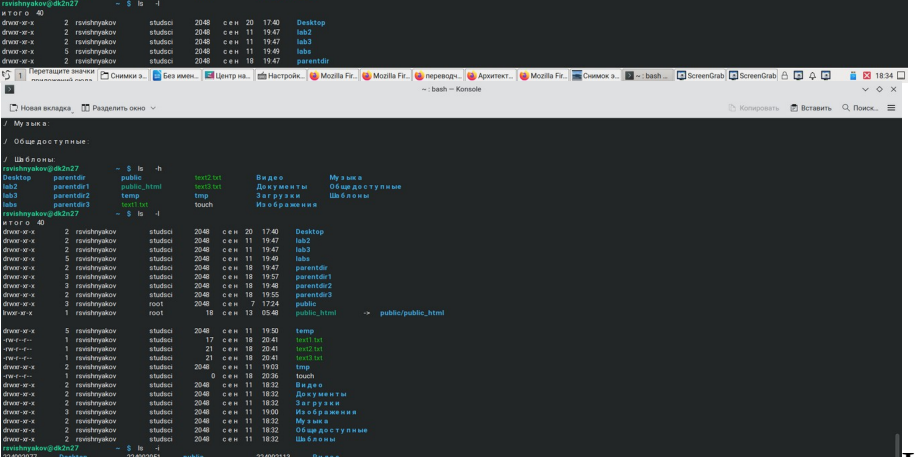 rsvishnyakov@dk2n27 ~ $ ls -l
итого 40
drwxr-xr-x 2 rsvishnyakov studsci 2048 сен 20 17:40 Desktop
drwxr-xr-x 2 rsvishnyakov studsci 2048 сен 11 19:47 lab2
drwxr-xr-x 2 rsvishnyakov studsci 2048 сен 11 19:47 lab3
drwxr-xr-x 5 rsvishnyakov studsci 2048 сен 11 19:49 labs
drwxr-xr-x 2 rsvishnyakov studsci 2048 сен 18 19:47 parentdir
1 Перетащите значки Снимки э... Без имен... Центр на... Настройк... Mozilla Fir... Mozilla Fir... переводч... Архитект... Mozilla Fir... Снимок э... ~ : bash ... ScreenGrab ScreenGrab 18:34
~ : bash — Konsole
Новая вкладка Разделить окно Копировать Вставить Поиск...
./Музыка:
./Общедоступные:
./Шаблоны:
rsvishnyakov@dk2n27 ~ $ ls -h
Desktop parentdir public text2.txt Видео Музыка
lab2 parentdir1 public_html text3.txt Документы Общедоступные
lab3 parentdir2 temp tmp Загрузки Шаблоны
labs parentdir3 text1.txt touch Изображения
rsvishnyakov@dk2n27 ~ $ ls -l
итого 40
drwxr-xr-x 2 rsvishnyakov studsci 2048 сен 20 17:40 Desktop
drwxr-xr-x 2 rsvishnyakov studsci 2048 сен 11 19:47 lab2
drwxr-xr-x 2 rsvishnyakov studsci 2048 сен 11 19:47 lab3
drwxr-xr-x 5 rsvishnyakov studsci 2048 сен 11 19:49 labs
drwxr-xr-x 2 rsvishnyakov studsci 2048 сен 18 19:47 parentdir
drwxr-xr-x 3 rsvishnyakov studsci 2048 сен 18 19:57 parentdir1
drwxr-xr-x 3 rsvishnyakov studsci 2048 сен 18 19:48 parentdir2
drwxr-xr-x 2 rsvishnyakov studsci 2048 сен 18 19:55 parentdir3
drwxr-xr-x 3 rsvishnyakov root 2048 сен 7 17:24 public
lrwxr-xr-x 1 rsvishnyakov root 18 сен 13 05:48 public_html -> public/public_html
drwxr-xr-x 5 rsvishnyakov studsci 2048 сен 11 19:50 temp
-rw-r--r-- 1 rsvishnyakov studsci 17 сен 18 20:41 text1.txt
-rw-r--r-- 1 rsvishnyakov studsci 21 сен 18 20:41 text2.txt
-rw-r--r-- 1 rsvishnyakov studsci 21 сен 18 20:41 text3.txt
drwxr-xr-x 2 rsvishnyakov studsci 2048 сен 11 19:03 tmp
-rw-r--r-- 1 rsvishnyakov studsci 0 сен 18 20:36 touch
drwxr-xr-x 2 rsvishnyakov studsci 2048 сен 11 18:32 Видео
drwxr-xr-x 2 rsvishnyakov studsci 2048 сен 11 18:32 Документы
drwxr-xr-x 2 rsvishnyakov studsci 2048 сен 11 18:32 Загрузки
drwxr-xr-x 3 rsvishnyakov studsci 2048 сен 11 19:00 Изображения
drwxr-xr-x 2 rsvishnyakov studsci 2048 сен 11 18:32 Музыка
drwxr-xr-x 2 rsvishnyakov studsci 2048 сен 11 18:32 Общедоступные
drwxr-xr-x 2 rsvishnyakov studsci 2048 сен 11 18:32 Шаблоны
rsvishnyakov@dk2n27 ~ $ ls -i